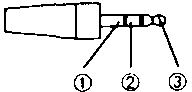 ① ② ③